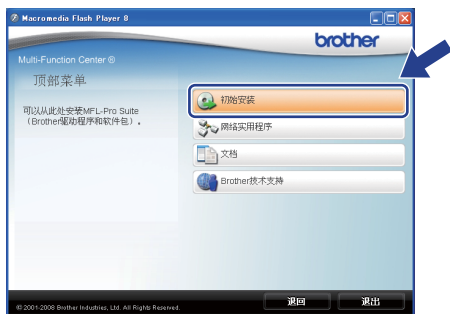 Macromedia Flash Player 8
brother
Multi-Function Center ®
顶部菜单
可以从此处安装MFL-Pro Suite
（Brother驱动程序和软件包）。
初始安装
网络实用程序
文档
Brother技术支持
© 2001-2008 Brother Industries, Ltd. All Rights Reserved.
退回
退出